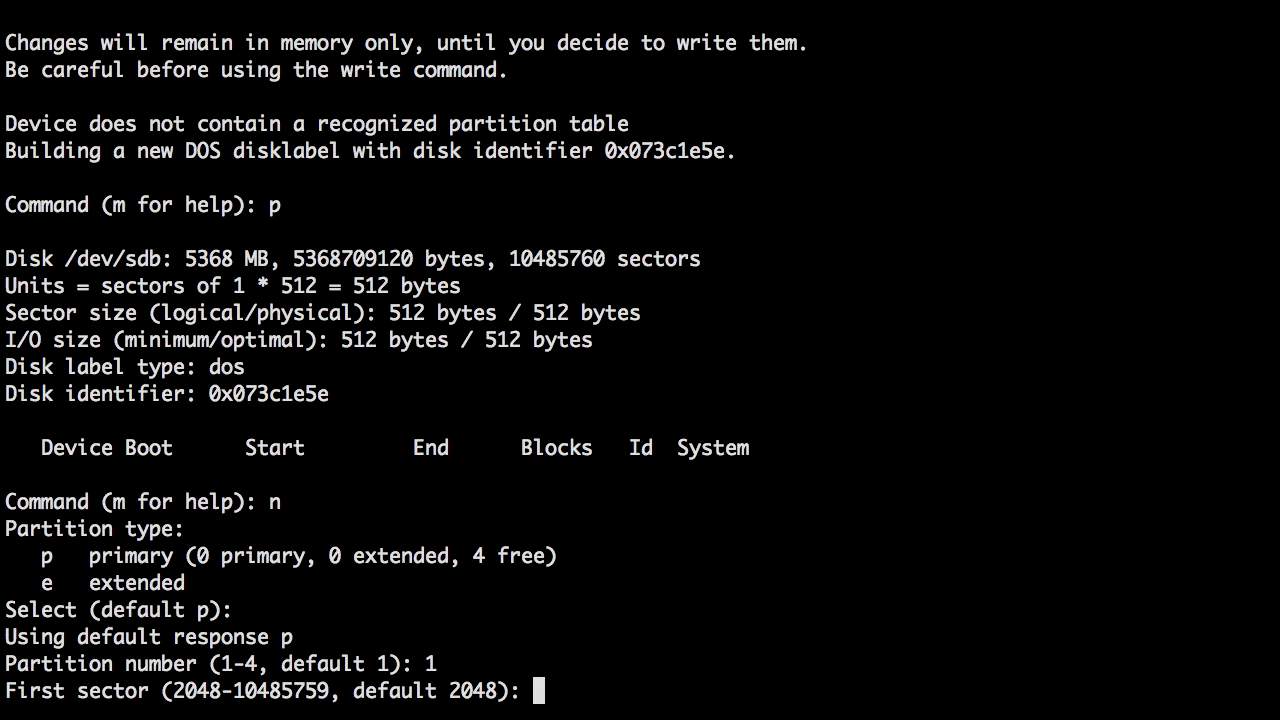 Changes will remain in memory only, until you decide to write them.
Be careful before using the write command.
Device does not contain a recognized partition table
Building a new DOS disklabel with disk identifier 0x073c1e5e.
Command (m for help): p
Disk /dev/sdb: 5368 MB, 5368709120 bytes, 10485760 sectors
Units = sectors of 1 * 512 = 512 bytes
Sector size (logical/physical): 512 bytes / 512 bytes
I/O size (minimum/optimal): 512 bytes / 512 bytes
Disk label type: dos
Disk identifier: 0x073c1e5e
   Device Boot      Start         End      Blocks   Id  System
Command (m for help): n
Partition type:
   p   primary (0 primary, 0 extended, 4 free)
   e   extended
Select (default p):
Using default response p
Partition number (1-4, default 1): 1
First sector (2048-10485759, default 2048):